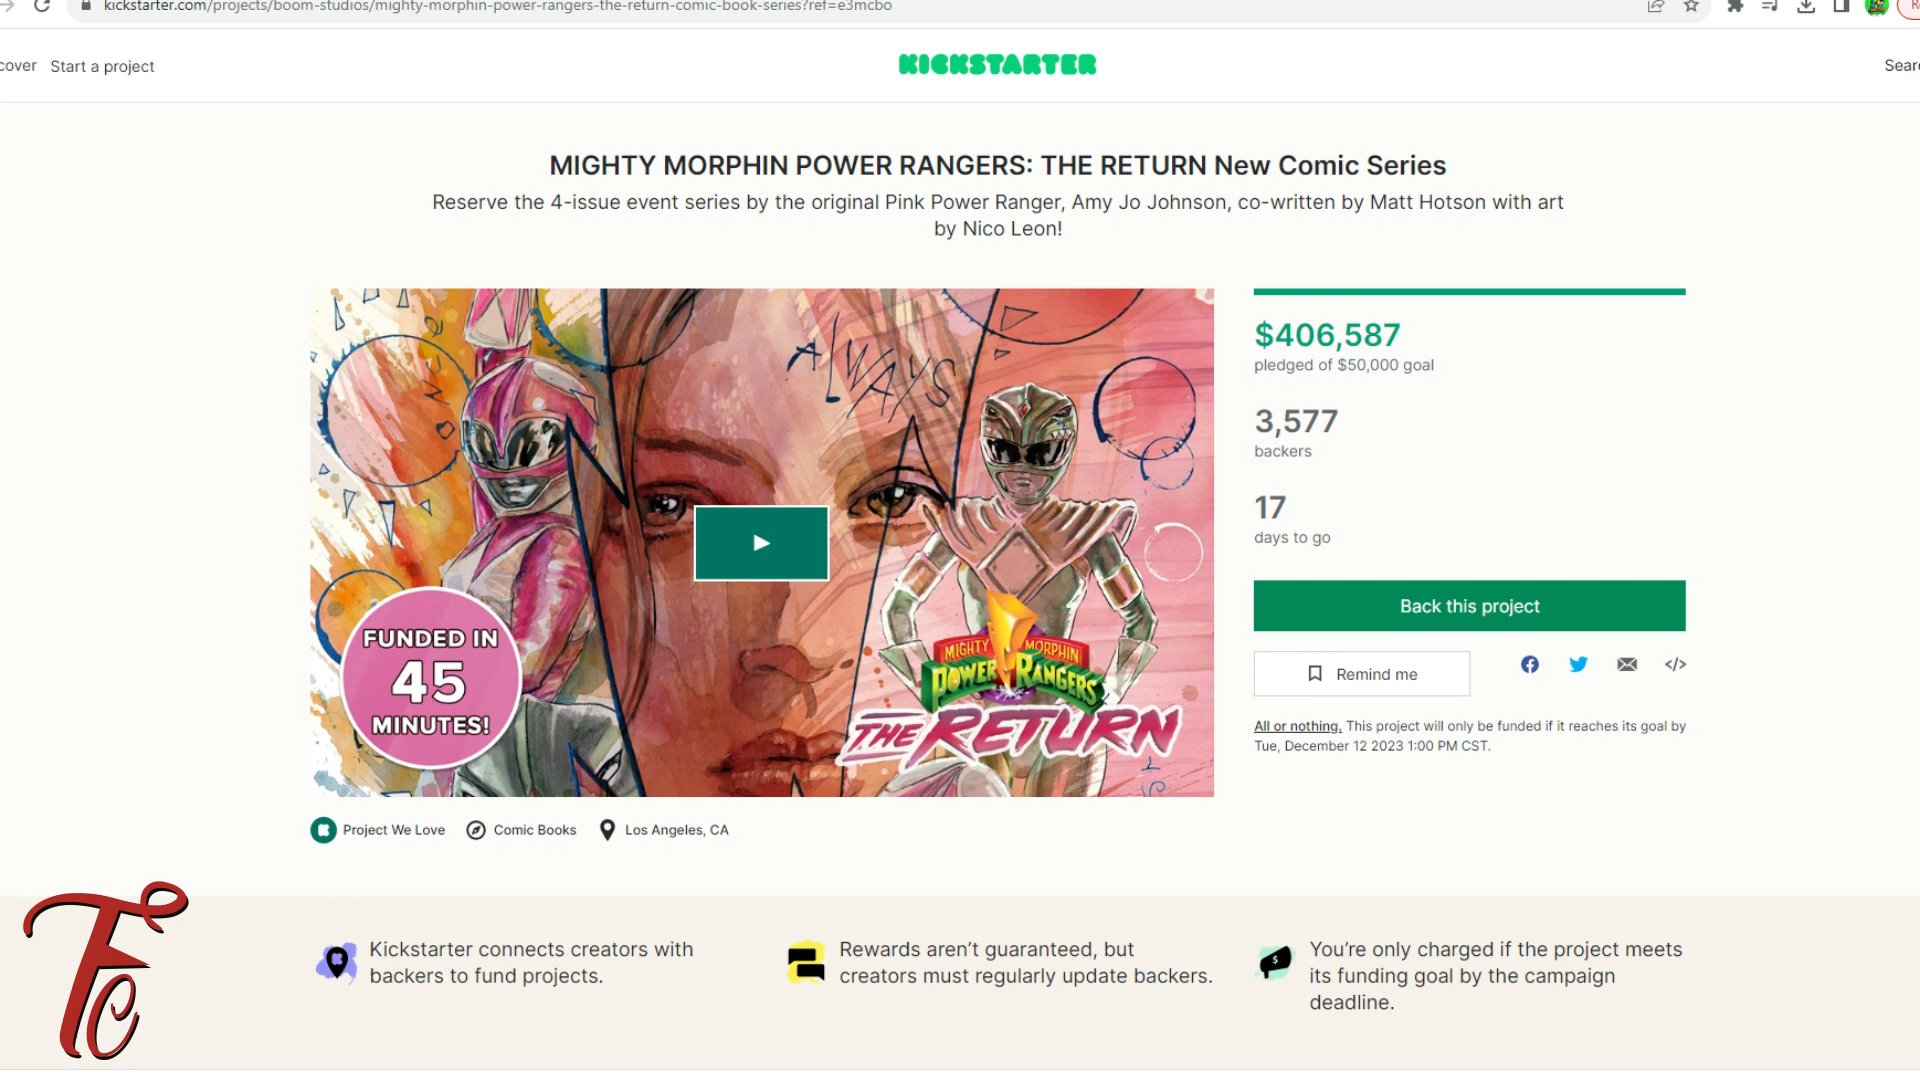 kickstarter.com/projects/boom-studios/mighty-morphin-power-rangers-the-return-comic-book-series?ref=e3mcbo
cover Start a project
KICKSTARTER
Sear
MIGHTY MORPHIN POWER RANGERS: THE RETURN New Comic Series
Reserve the 4-issue event series by the original Pink Power Ranger, Amy Jo Johnson, co-written by Matt Hotson with art
by Nico Leon!
ALWAYS
FUNDED IN
45
MINUTES!
MIGHTY MORPHIN
POWER RANGERS
THE RETURN
$406,587
pledged of $50,000 goal
3,577
backers
17
days to go
Back this project
Remind me
</>
All or nothing. This project will only be funded if it reaches its goal by
Tue, December 12 2023 1:00 PM CST.
Project We Love Comic Books Los Angeles, CA
FC
Kickstarter connects creators with
backers to fund projects.
Rewards aren’t guaranteed, but
creators must regularly update backers.
You’re only charged if the project meets
its funding goal by the campaign
deadline.